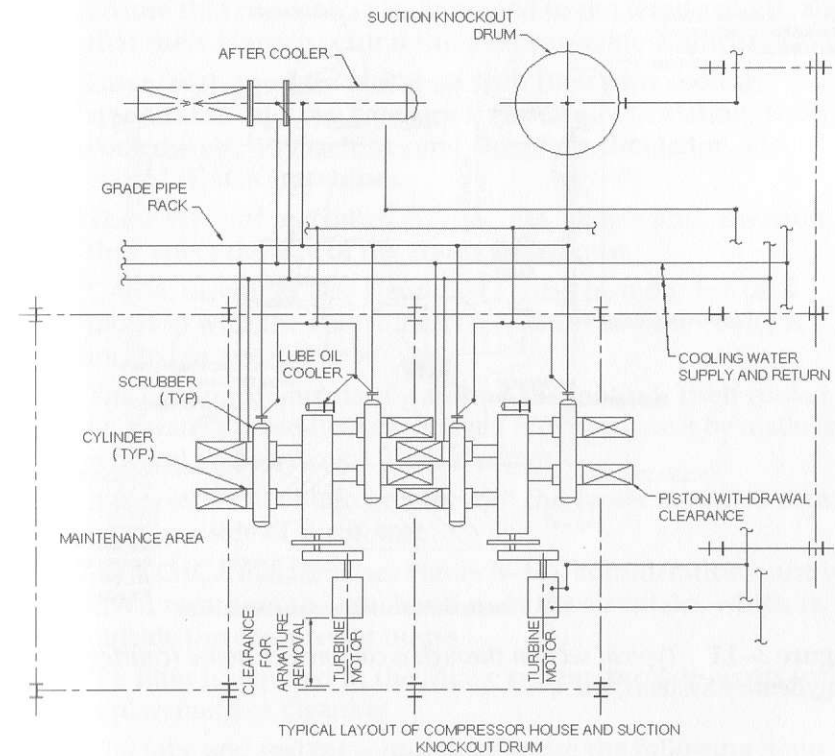 SUCTION KNOCKOUT
DRUM
AFTER COOLER
GRADE PIPE
RACK
LUBE OIL
COOLER
SCRUBBER
(TYP)
CYLINDER
(TYP.)
COOLING WATER
SUPPLY AND RETURN
PISTON WITHDRAWAL
CLEARANCE
MAINTENANCE AREA
CLEARANCE
FOR
ARMATURE
REMOVAL
TURBINE
MOTOR
TURBINE
MOTOR
TYPICAL LAYOUT OF COMPRESSOR HOUSE AND SUCTION
KNOCKOUT DRUM